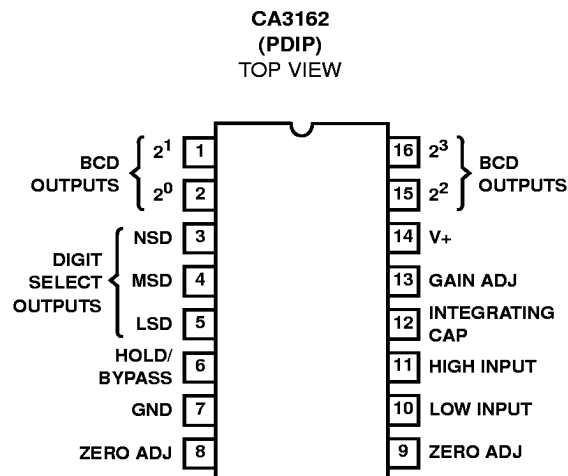 CA3162
(PDIP)
TOP VIEW
BCD
OUTPUTS
2¹ 1
2⁰ 2
DIGIT
SELECT
OUTPUTS
NSD 3
MSD 4
LSD 5
HOLD/
BYPASS 6
GND 7
ZERO ADJ 8
16 2³
15 2²
BCD
OUTPUTS
14 V+
13 GAIN ADJ
12 INTEGRATING
CAP
11 HIGH INPUT
10 LOW INPUT
9 ZERO ADJ